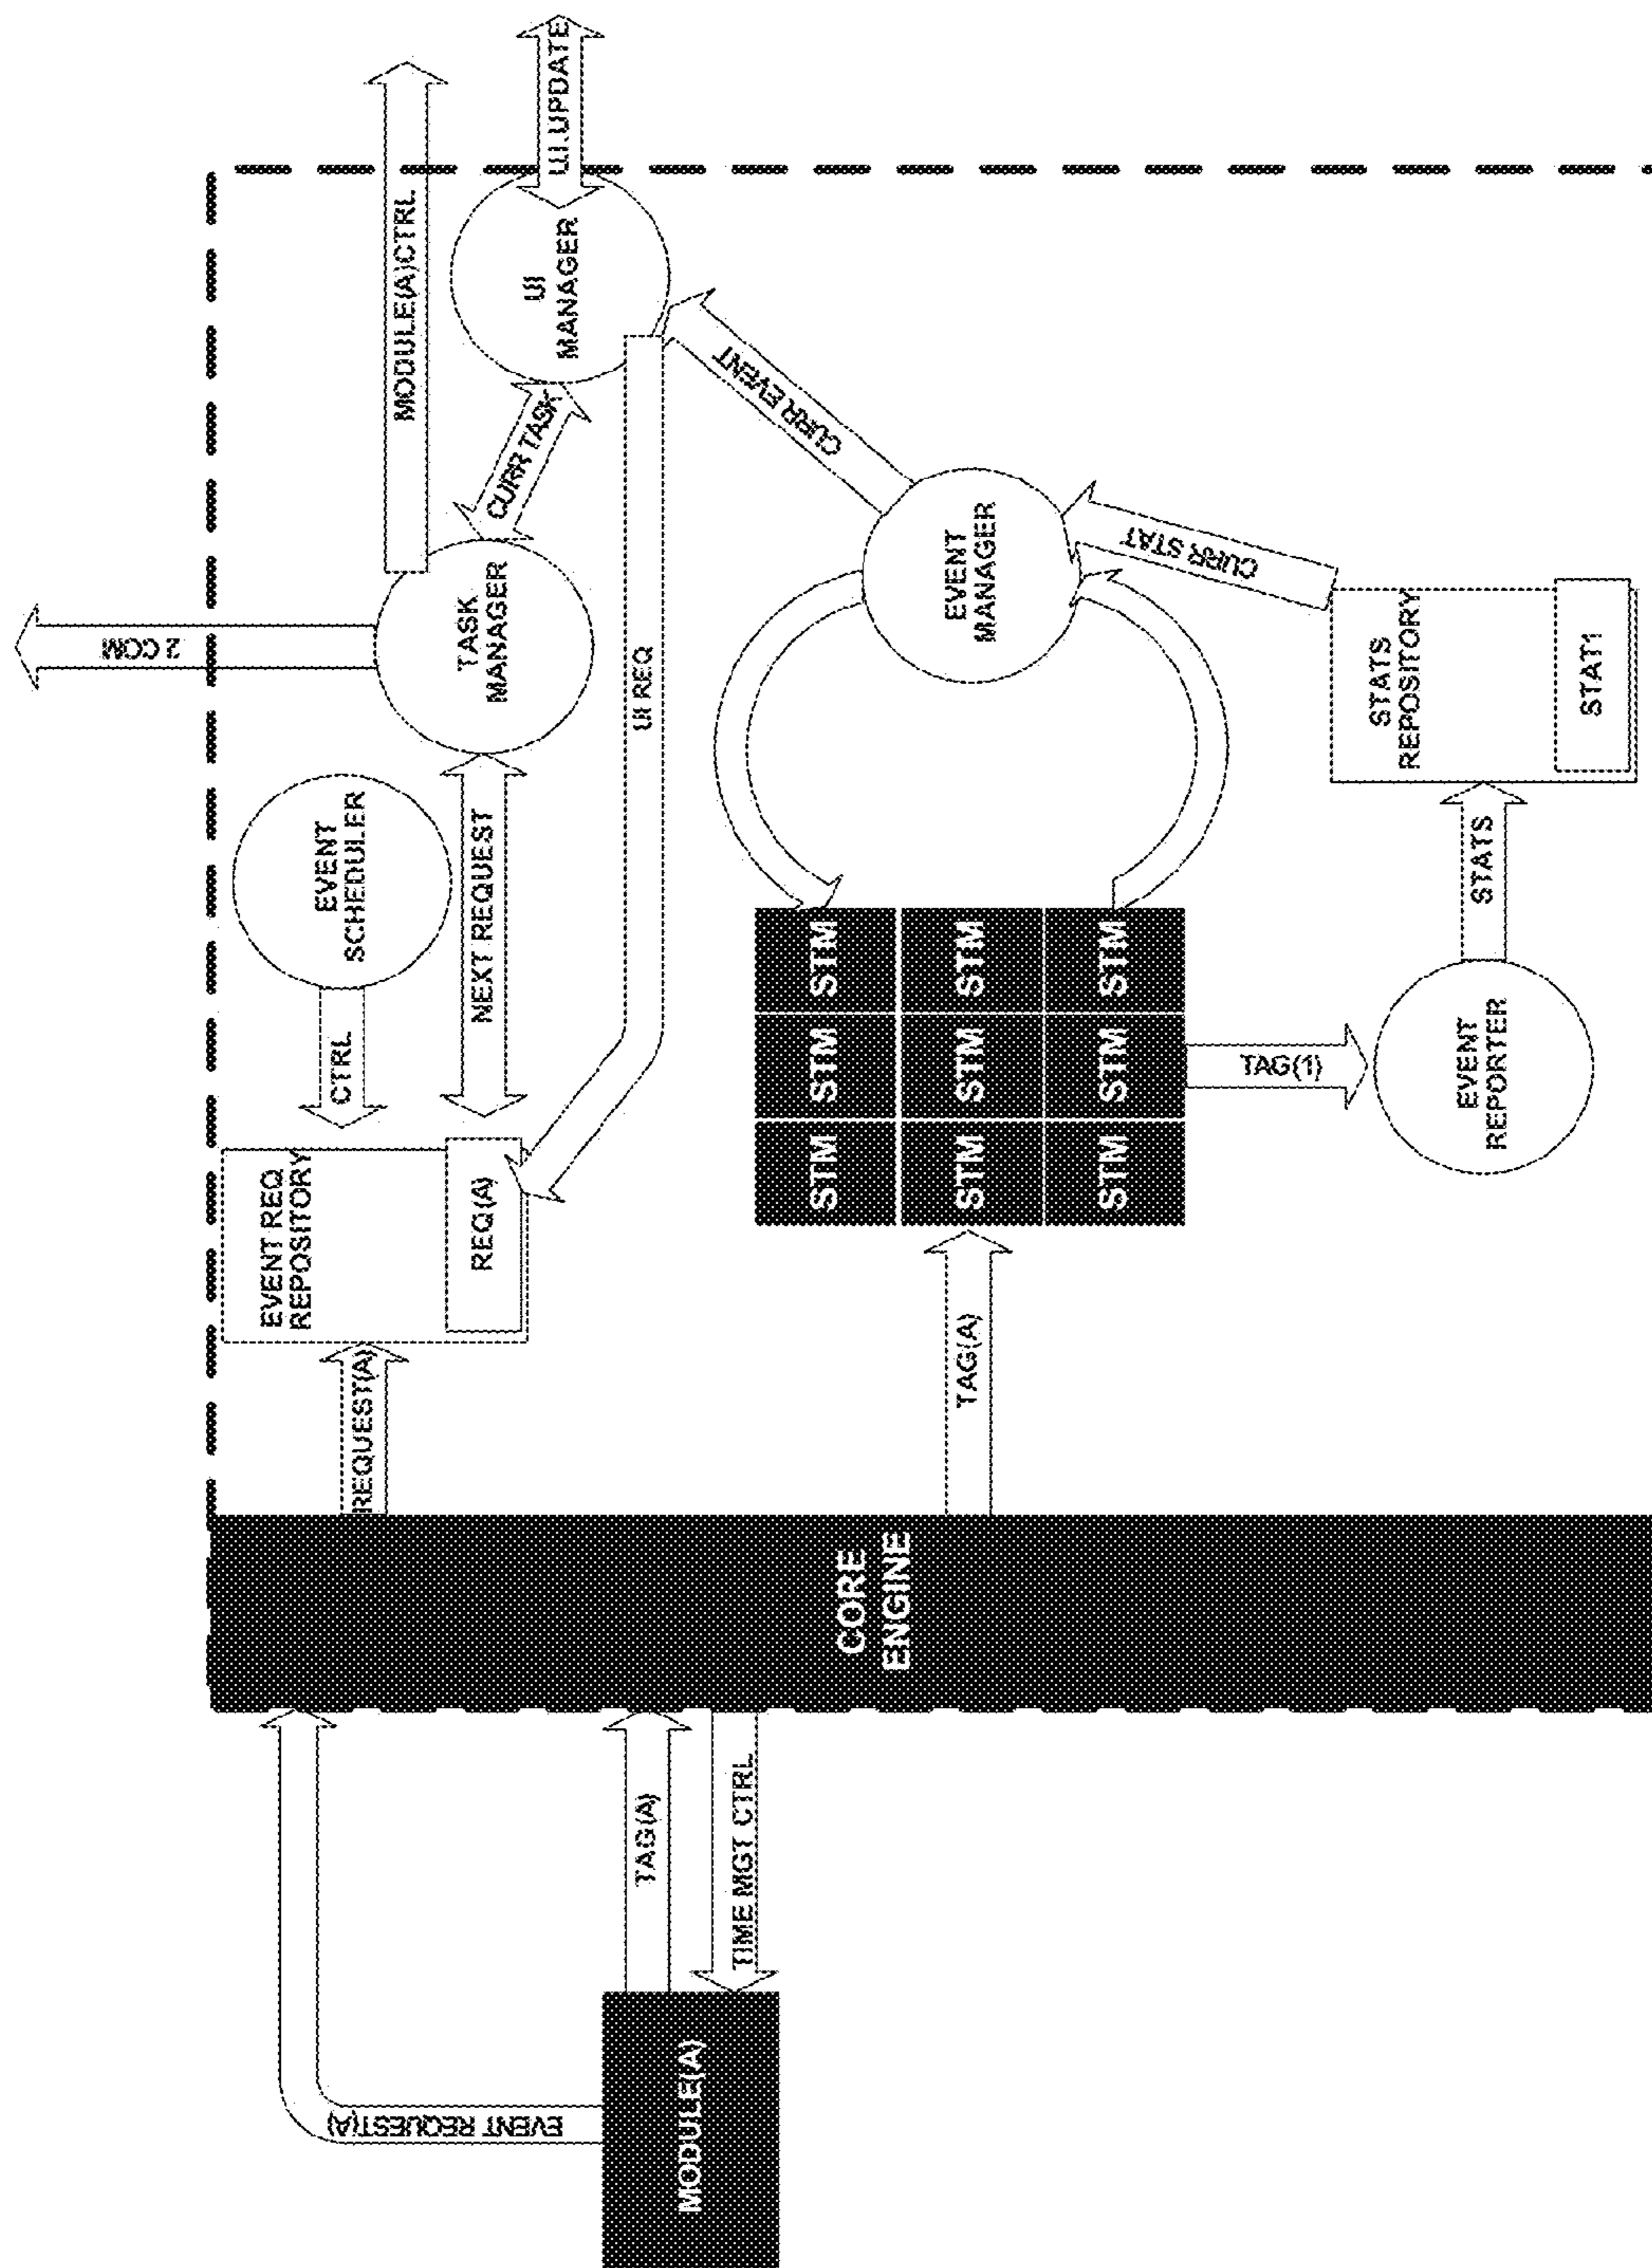 2 COM
MODULE(A)CTRL
UI UPDATE
UI
MANAGER
CURR TASK
TASK
MANAGER
EVENT
SCHEDULER
CTRL
NEXT REQUEST
UI REQ
EVENT REQ
REPOSITORY
REQ(A)
REQUEST(A)
CURR EVENT
EVENT
MANAGER
CURR STAT
STATS
REPOSITORY
STAT1
STATS
EVENT
REPORTER
TAG(1)
STM
STM
STM
STM
STM
STM
STM
STM
STM
TAG(A)
CORE
ENGINE
EVENT REQUEST(A)
TAG(A)
TIME MGT CTRL
MODULE(A)